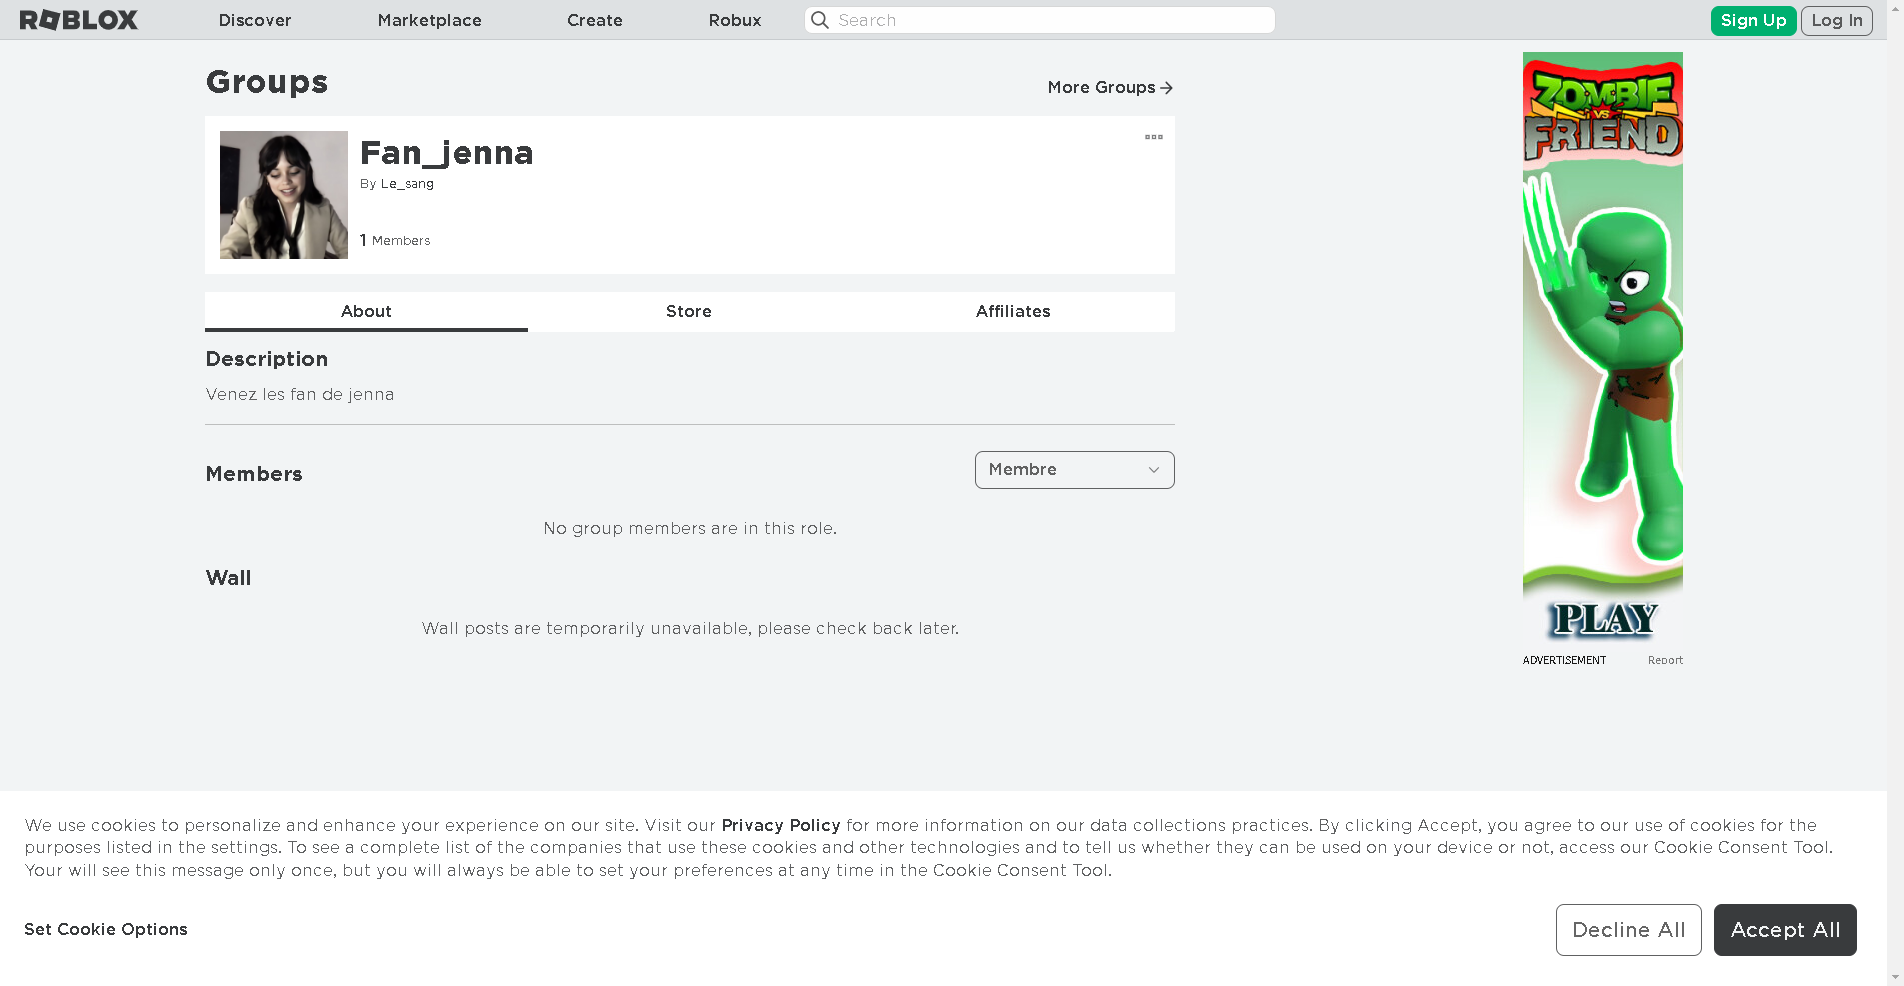 ROBLOX Discover Marketplace Create Robux Search Sign Up Log In
Groups
More Groups
Fan_jenna
By Le_sang
1 Members
About Store Affiliates
Description
Venez les fan de jenna
Members
Membre
No group members are in this role.
Wall
Wall posts are temporarily unavailable, please check back later.
ZOMBIE
VS
FRIEND
PLAY
ADVERTISEMENT Report
We use cookies to personalize and enhance your experience on our site. Visit our Privacy Policy for more information on our data collections practices. By clicking Accept, you agree to our use of cookies for the
purposes listed in the settings. To see a complete list of the companies that use these cookies and other technologies and to tell us whether they can be used on your device or not, access our Cookie Consent Tool.
Your will see this message only once, but you will always be able to set your preferences at any time in the Cookie Consent Tool.
Set Cookie Options
Decline All Accept All